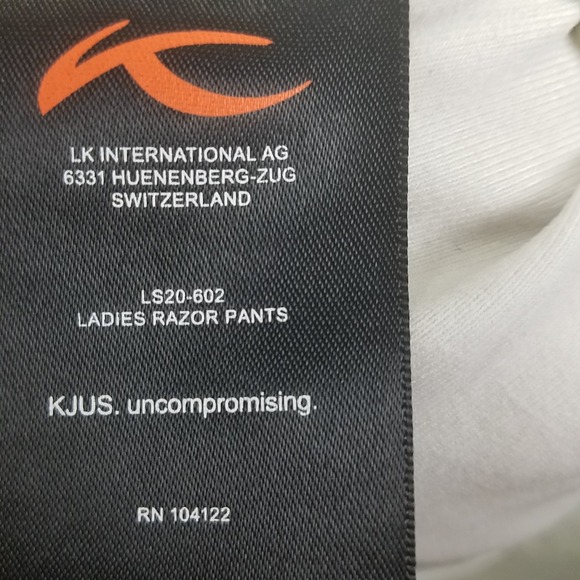 LK INTERNATIONAL AG
6331 HUENENBERG-ZUG
SWITZERLAND
LS20-602
LADIES RAZOR PANTS
KJUS. uncompromising.
RN 104122